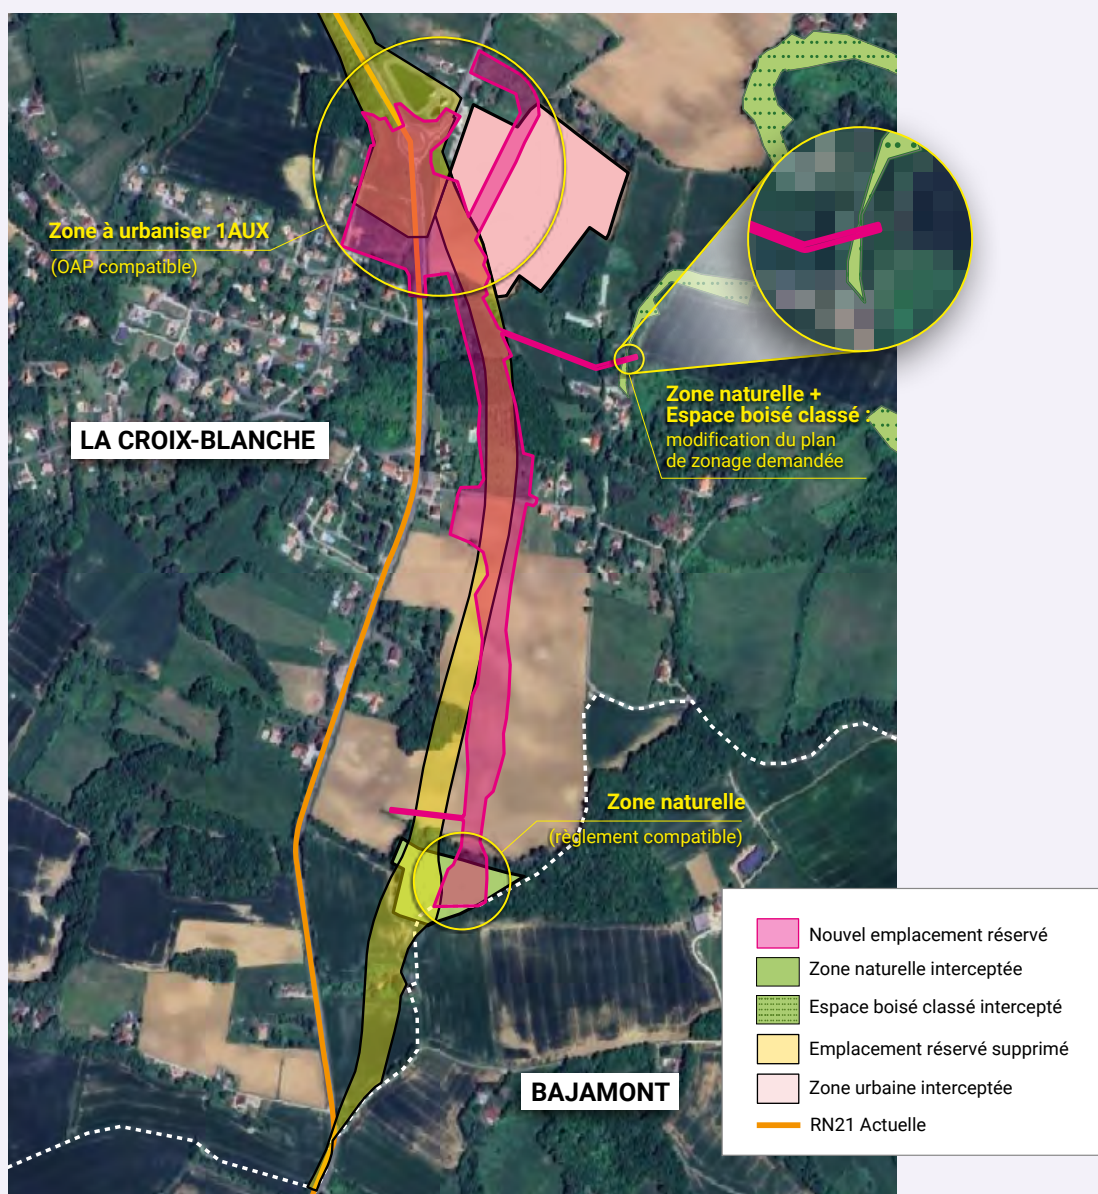 Zone à urbaniser 1AUX
(OAP compatible)
LA CROIX-BLANCHE
Zone naturelle +
Espace boisé classé :
modification du plan
de zonage demandée
Zone naturelle
(règlement compatible)
BAJAMONT
Nouvel emplacement réservé
Zone naturelle interceptée
Espace boisé classé intercepté
Emplacement réservé supprimé
Zone urbaine interceptée
RN21 Actuelle